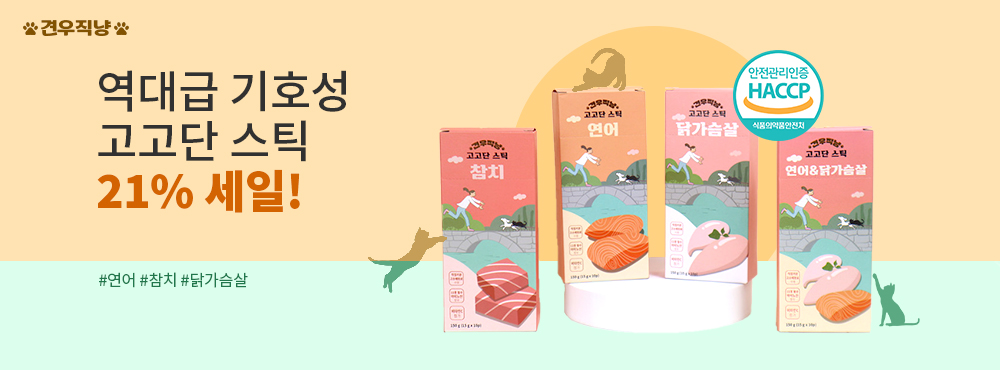 견우직냥
역대급 기호성
고고단 스틱
21% 세일!
#연어 #참치 #닭가슴살
안전관리인증
HACCP
식품의약품안전처
견우직냥
고고단 스틱
참치
견우직냥
고고단 스틱
연어
견우직냥
고고단 스틱
닭가슴살
견우직냥
고고단 스틱
연어&닭가슴살